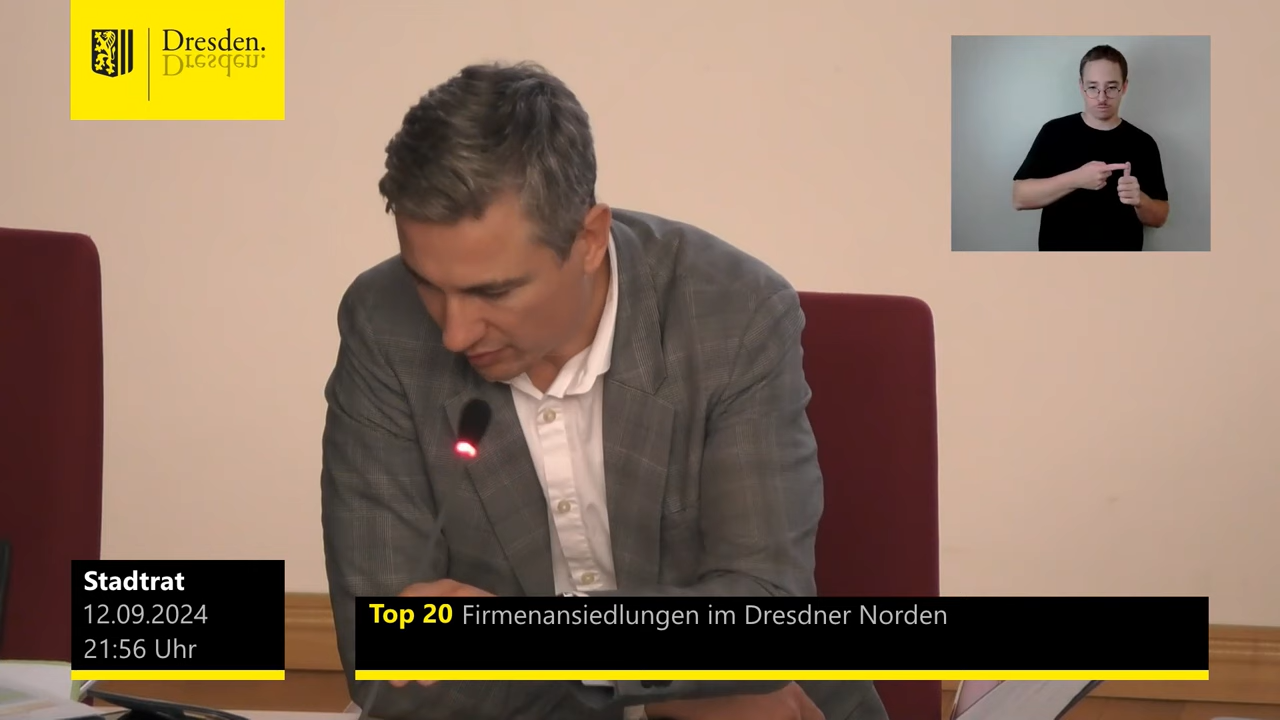 Dresden.
Dresden.
Stadtrat
12.09.2024
21:56 Uhr
Top 20 Firmenansiedlungen im Dresdner Norden